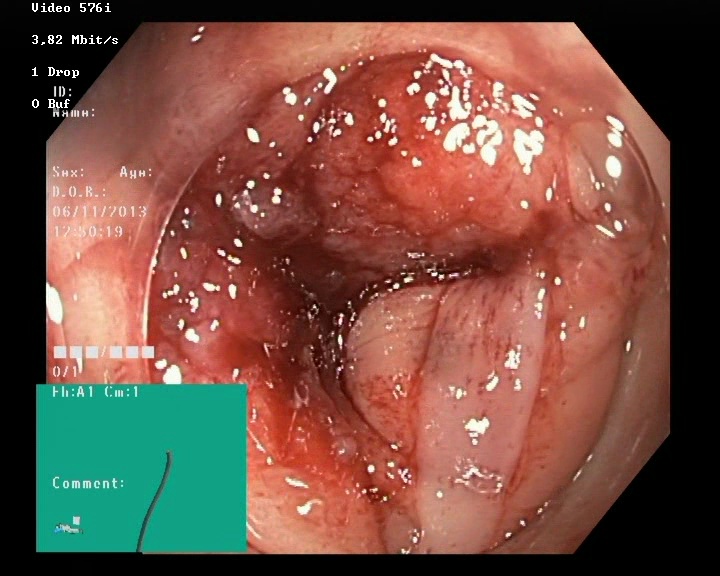 Video 576i
3,82 Mbit/s
1 Drop
ID:
0 Buf
Name:
Sex: Age:
D.O.B.:
06/11/2013
12:50:19
0/1
Eh:A1 Cm:1
Comment: